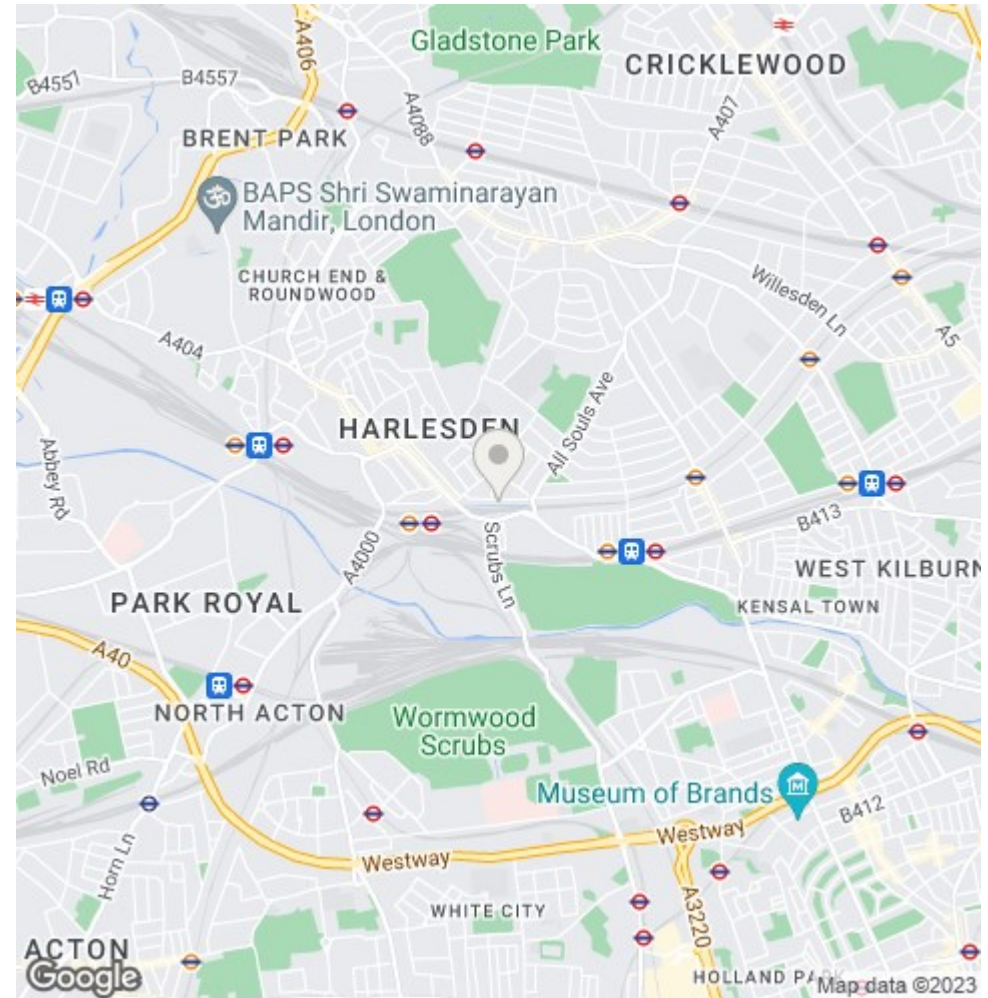 Gladstone Park
CRICKLEWOOD
A406
B4557
B4557
A4088
A407
BRENT PARK
BAPS Shri Swaminarayan
Mandir, London
CHURCH END &
ROUNDWOOD
Willesden Ln
A5
A404
All Souls Ave
HARLESDEN
Abbey Rd
B413
A4000
Scrubs Ln
WEST KILBURN
KENSAL TOWN
PARK ROYAL
A40
NORTH ACTON
Wormwood
Scrubs
Noel Rd
Museum of Brands
B412
Westway
Westway
Horn Ln
A3220
WHITE CITY
ACTON
HOLLAND PARK
Google
Map data ©2023